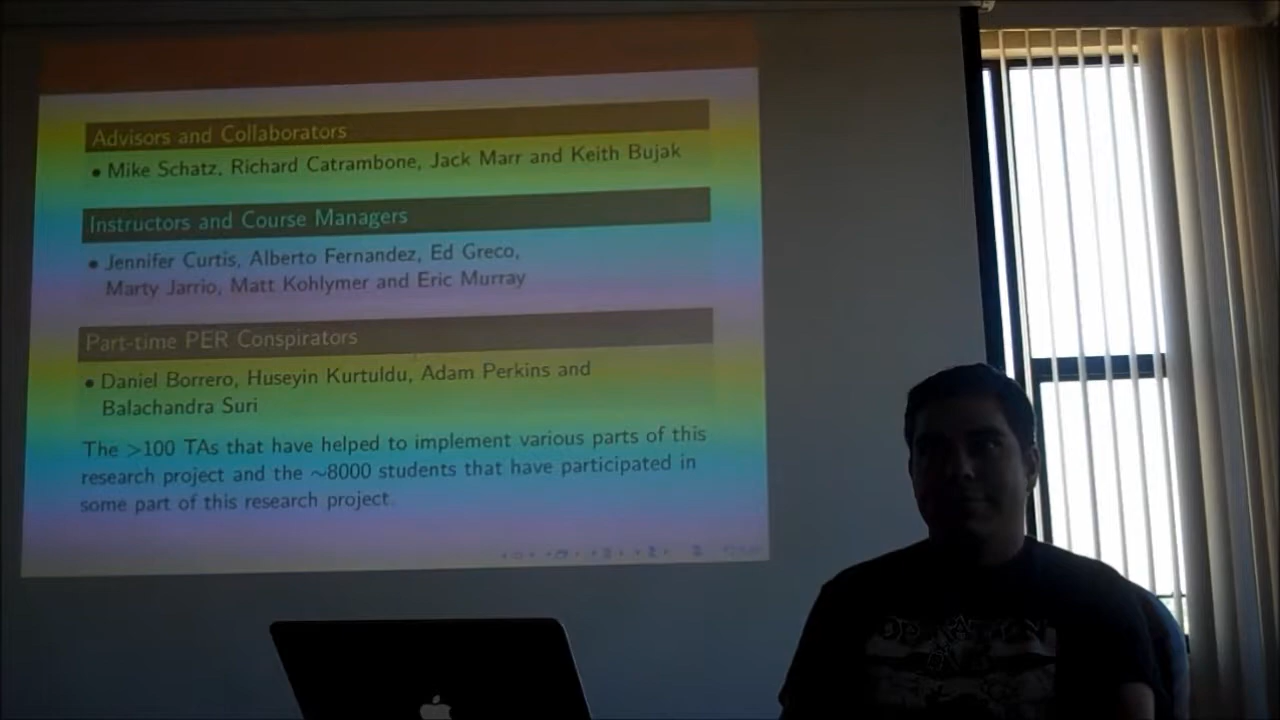 Advisors and Collaborators
• Mike Schatz, Richard Catrambone, Jack Marr and Keith Bujak
Instructors and Course Managers
• Jennifer Curtis, Alberto Fernandez, Ed Greco,
Marty Jarrio, Matt Kohlymer and Eric Murray
Part-time PER Conspirators
• Daniel Borrero, Huseyin Kurtuldu, Adam Perkins and
Balachandra Suri
The >100 TAs that have helped to implement various parts of this
research project and the ~8000 students that have participated in
some part of this research project.